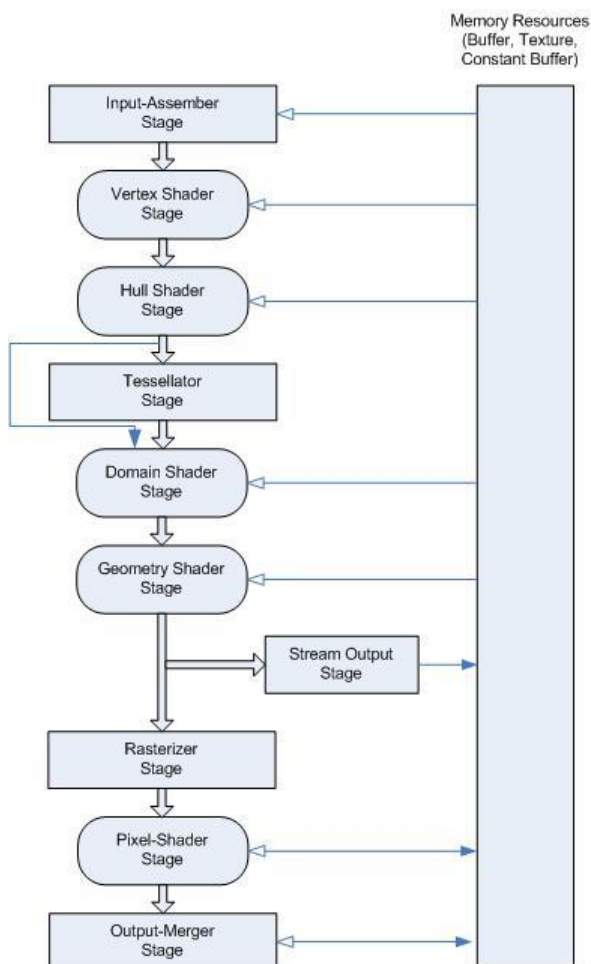 Memory Resources
(Buffer, Texture,
Constant Buffer)
Input-Assember
Stage
Vertex Shader
Stage
Hull Shader
Stage
Tessellator
Stage
Domain Shader
Stage
Geometry Shader
Stage
Stream Output
Stage
Rasterizer
Stage
Pixel-Shader
Stage
Output-Merger
Stage